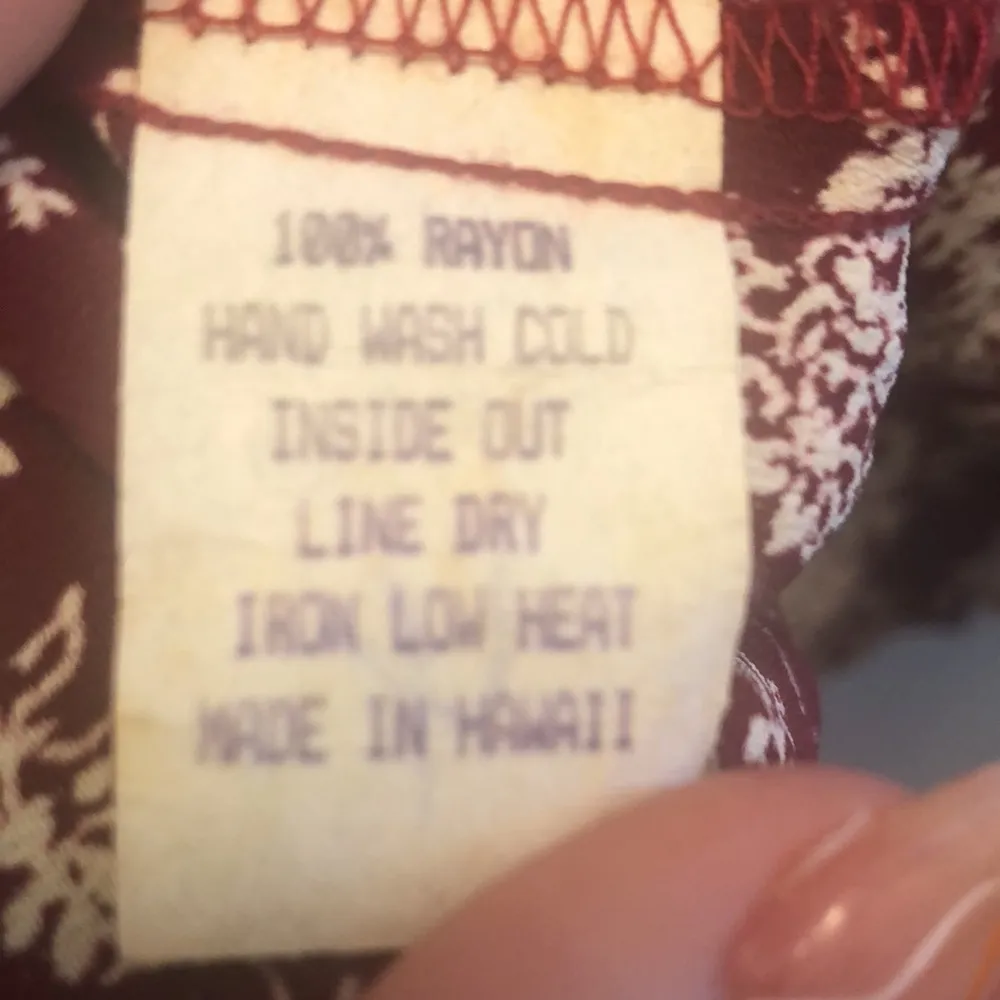 100% RAYON
HAND WASH COLD
INSIDE OUT
LINE DRY
IRON LOW HEAT
MADE IN HAWAII